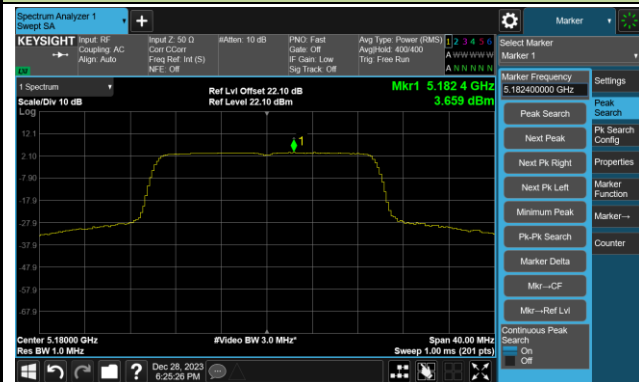 Spectrum Analyzer 1
Swept SA
+
Marker
KEYSIGHT
Input: RF
Coupling: AC
Align: Auto
Input Z: 50 Ω
Corr CCorr
Freq Ref: Int (S)
NFE: Off
#Atten: 10 dB
PNO: Fast
Gate: Off
IF Gain: Low
Sig Track: Off
Avg Type: Power (RMS)
Avg|Hold: 400/400
Trig: Free Run
1 2 3 4 5 6
A W W W W W
A N N N N N
LXI
Select Marker
Marker 1
1 Spectrum
Scale/Div 10 dB
Log
Ref Lvl Offset 22.10 dB
Ref Level 22.10 dBm
Mkr1 5.182 4 GHz
3.659 dBm
12.1
2.10
-7.90
-17.9
-27.9
-37.9
-47.9
-57.9
-67.9
1
Center 5.18000 GHz
Res BW 1.0 MHz
#Video BW 3.0 MHz*
Span 40.00 MHz
Sweep 1.00 ms (201 pts)
Marker Frequency
5.182400000 GHz
Peak Search
Next Peak
Next Pk Right
Next Pk Left
Minimum Peak
Pk-Pk Search
Marker Delta
Mkr→CF
Mkr→Ref Lvl
Continuous Peak
Search
On
Off
Settings
Peak
Search
Pk Search
Config
Properties
Marker
Function
Marker→
Counter
?
Dec 28, 2023
6:25:26 PM